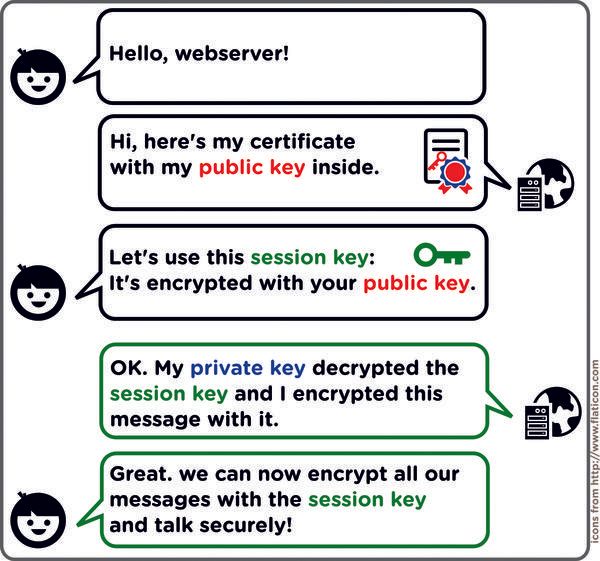 Hello, webserver!
Hi, here's my certificate
with my public key inside.
Let's use this session key:
It's encrypted with your public key.
OK. My private key decrypted the
session key and I encrypted this
message with it.
Great. we can now encrypt all our
messages with the session key
and talk securely!
icons from http://www.flaticon.com